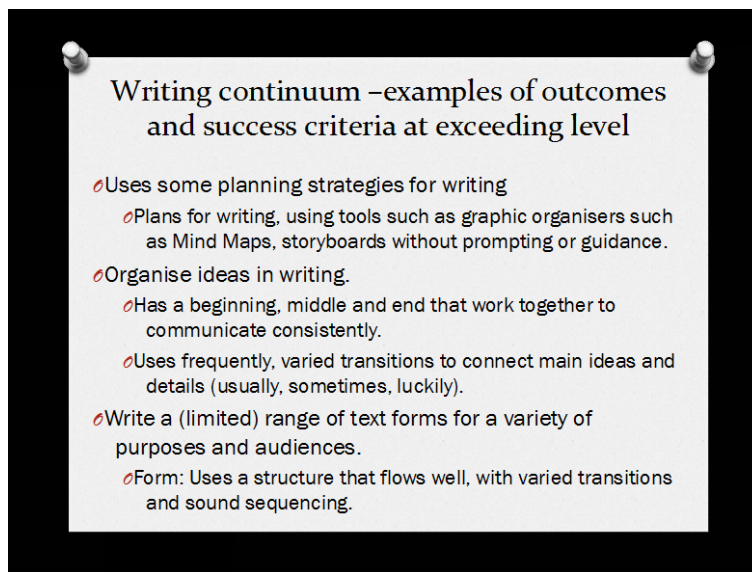 Writing continuum –examples of outcomes
and success criteria at exceeding level
Uses some planning strategies for writing
Plans for writing, using tools such as graphic organisers such
as Mind Maps, storyboards without prompting or guidance.
Organise ideas in writing.
Has a beginning, middle and end that work together to
communicate consistently.
Uses frequently, varied transitions to connect main ideas and
details (usually, sometimes, luckily).
Write a (limited) range of text forms for a variety of
purposes and audiences.
Form: Uses a structure that flows well, with varied transitions
and sound sequencing.